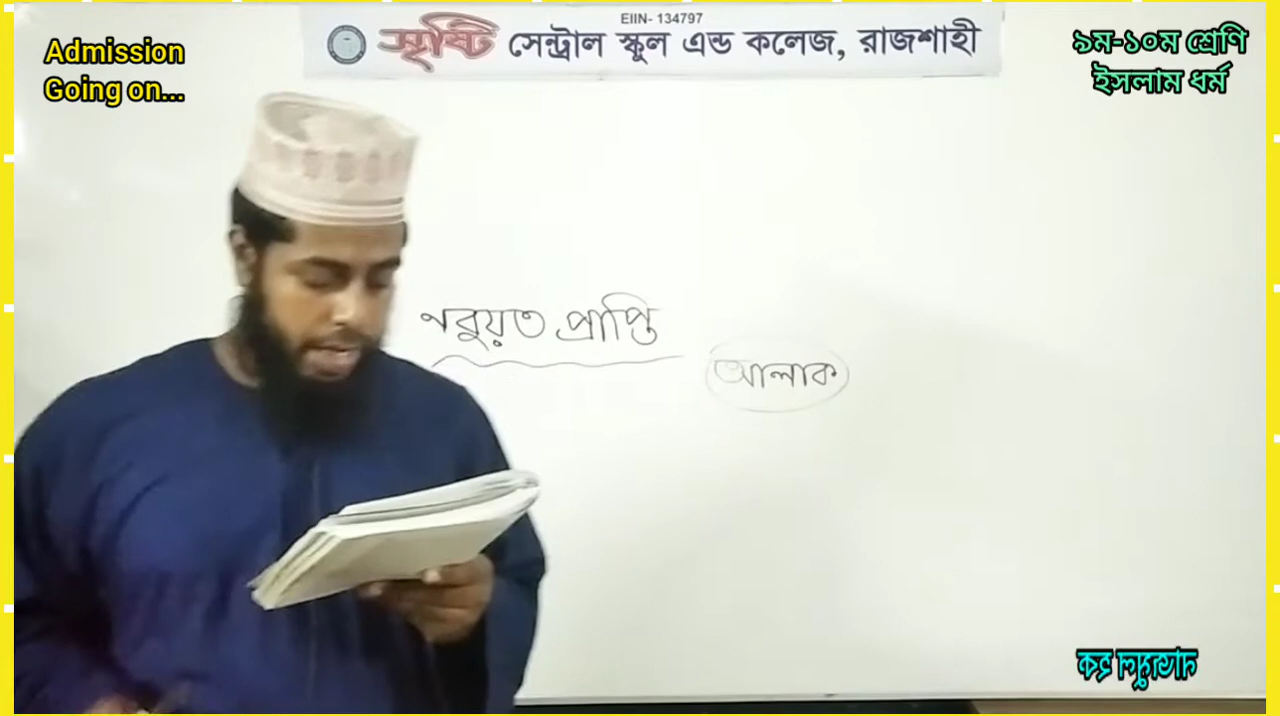 EIIN- 134797
সৃষ্টি সেন্ট্রাল স্কুল এন্ড কলেজ, রাজশাহী
Admission
Going on...
৯ম-১০ম শ্রেণি
ইসলাম ধর্ম
নবুয়ত প্রাপ্তি
আলাক